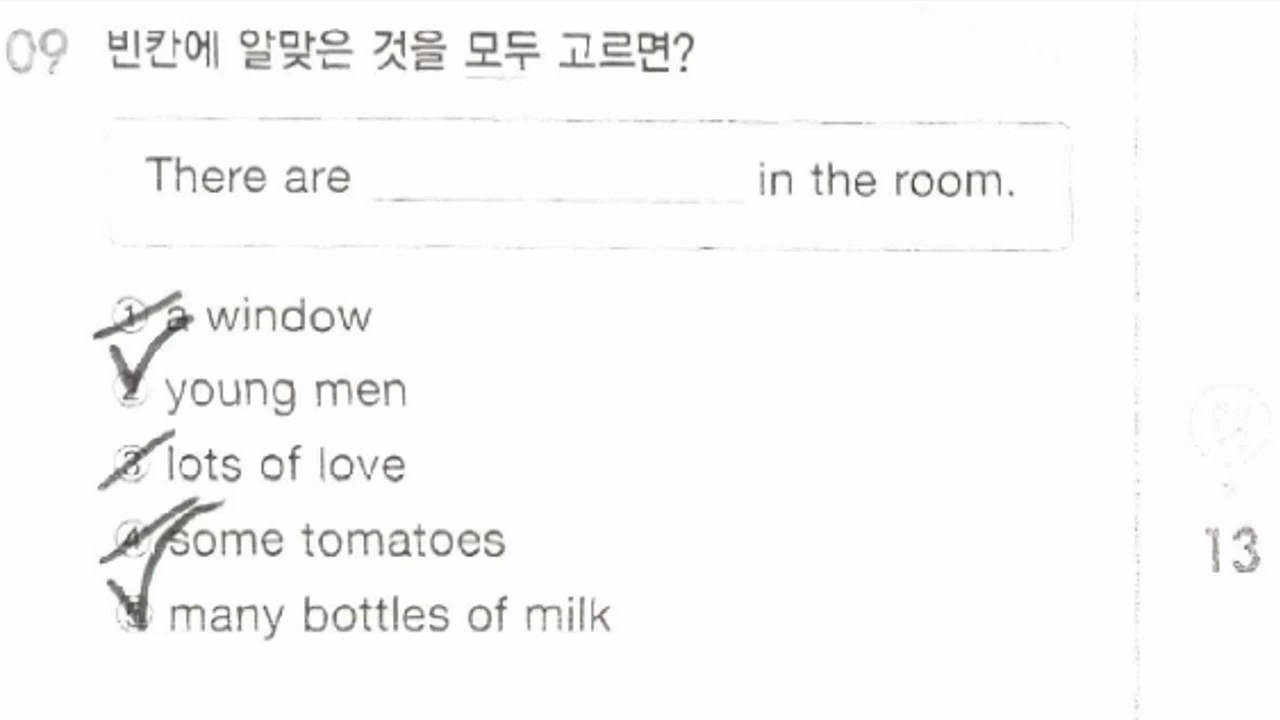 09 빈칸에 알맞은 것을 모두 고르면?
There are ____________ in the room.
① a window
② young men
③ lots of love
④ some tomatoes
⑤ many bottles of milk
13